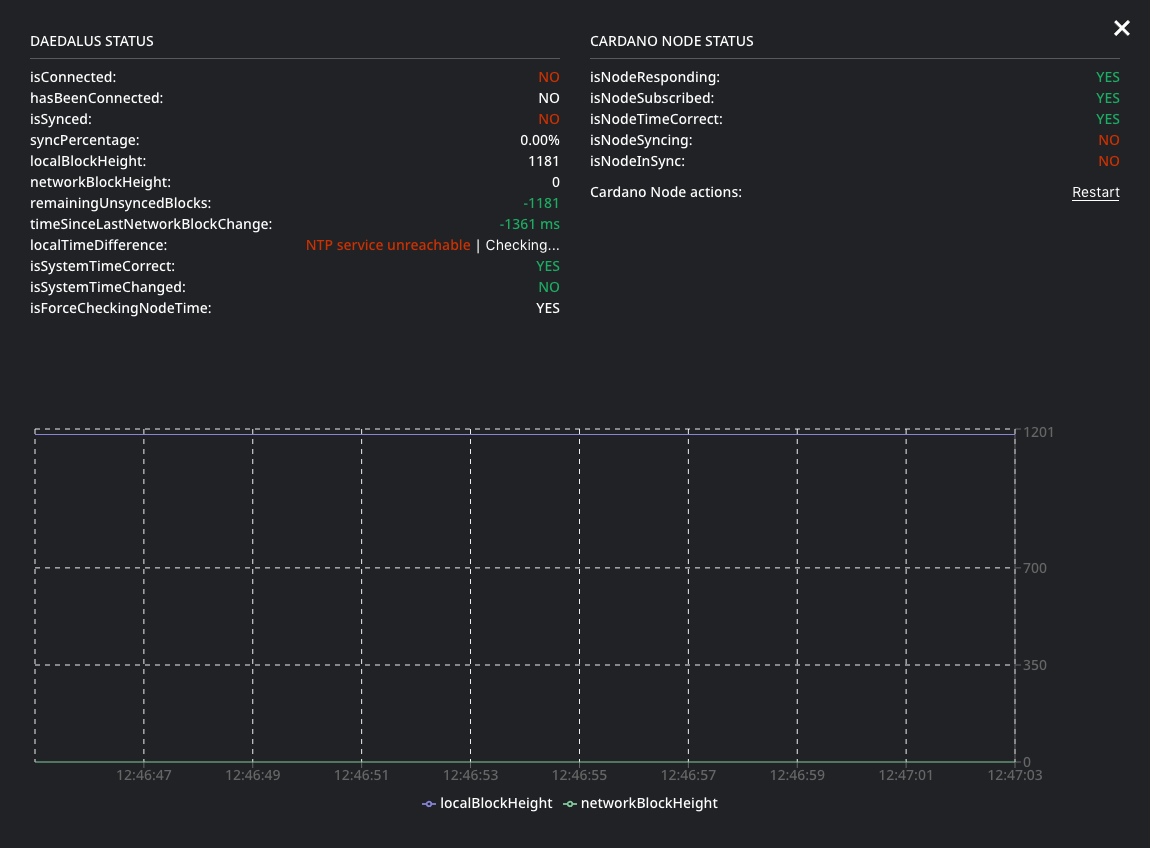 DAEDALUS STATUS
isConnected: NO
hasBeenConnected: NO
isSynced: NO
syncPercentage: 0.00%
localBlockHeight: 1181
networkBlockHeight: 0
remainingUnsyncedBlocks: -1181
timeSinceLastNetworkBlockChange: -1361 ms
localTimeDifference: NTP service unreachable | Checking...
isSystemTimeCorrect: YES
isSystemTimeChanged: NO
isForceCheckingNodeTime: YES
CARDANO NODE STATUS
isNodeResponding: YES
isNodeSubscribed: YES
isNodeTimeCorrect: YES
isNodeSyncing: NO
isNodeInSync: NO
Cardano Node actions: Restart
1201
700
350
0
12:46:47 12:46:49 12:46:51 12:46:53 12:46:55 12:46:57 12:46:59 12:47:01 12:47:03
localBlockHeight networkBlockHeight